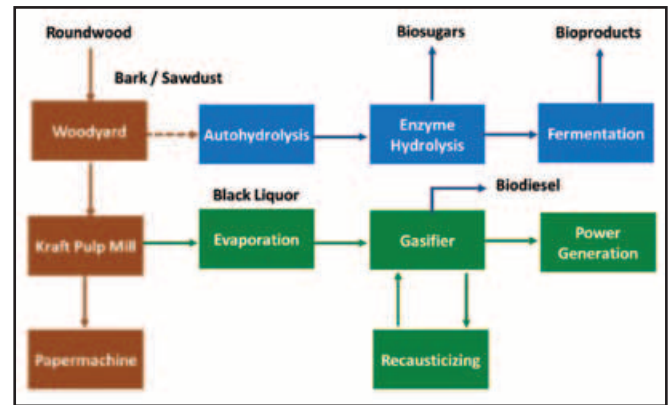 Roundwood
Biosugars
Bioproducts
Bark / Sawdust
Woodyard
Autohydrolysis
Enzyme
Hydrolysis
Fermentation
Black Liquor
Biodiesel
Kraft Pulp Mill
Evaporation
Gasifier
Power
Generation
Papermachine
Recausticizing